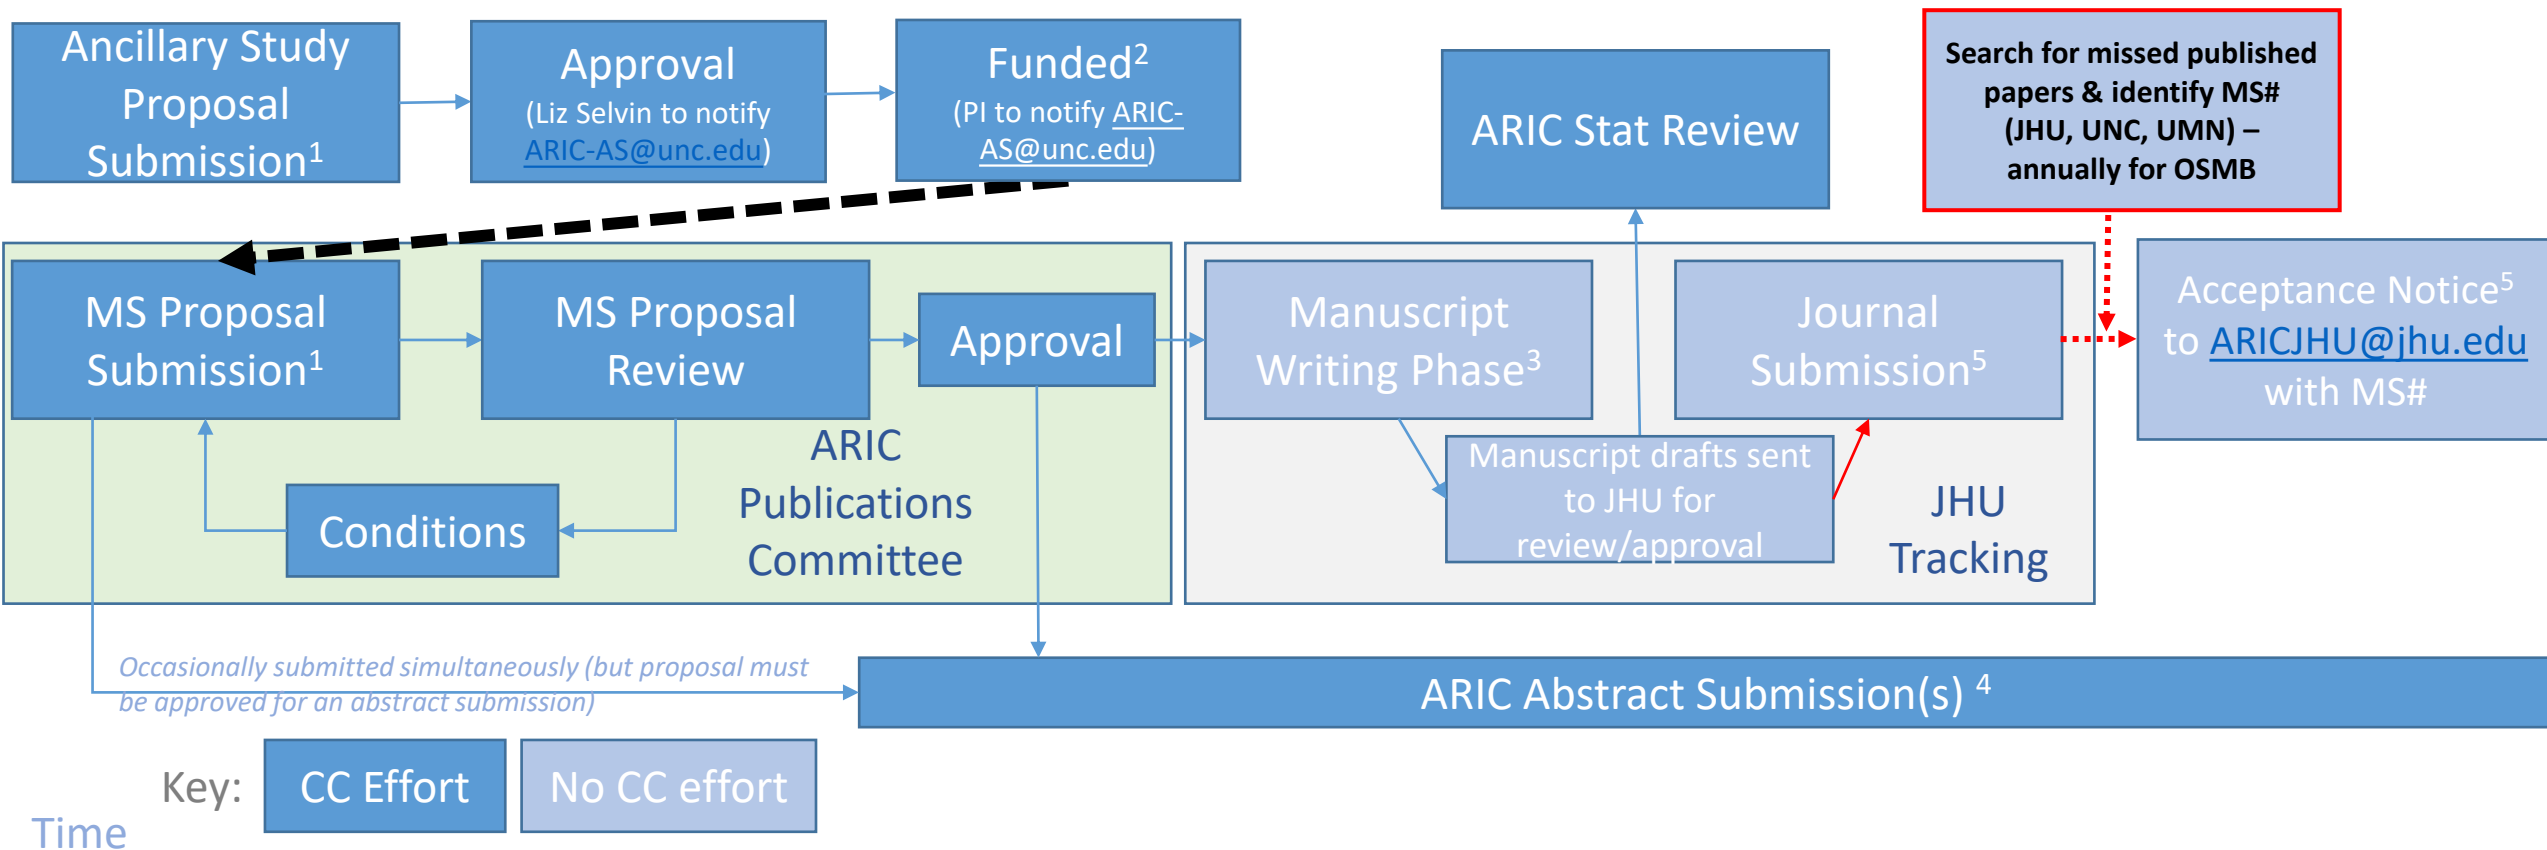 Ancillary Study
Proposal
Submission1
Approval
(Liz Selvin to notify
ARIC-AS@unc.edu)
Funded2
(PI to notify ARIC-
AS@unc.edu)
ARIC Stat Review
Search for missed published
papers & identify MS#
(JHU, UNC, UMN) –
annually for OSMB
MS Proposal
Submission1
MS Proposal
Review
Approval
Conditions
ARIC
Publications
Committee
Manuscript
Writing Phase3
Journal
Submission5
Manuscript drafts sent
to JHU for
review/approval
JHU
Tracking
Acceptance Notice5
to ARICJHU@jhu.edu
with MS#
Occasionally submitted simultaneously (but proposal must
be approved for an abstract submission)
ARIC Abstract Submission(s) 4
Key:
CC Effort
No CC effort
Time